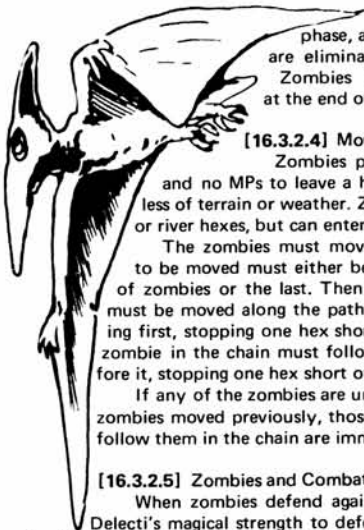 phase, a
are elimina
Zombies
at the end o
[16.3.2.4] Mo
Zombies p
and no MPs to leave a h
less of terrain or weather. Z
or river hexes, but can enter
The zombies must mov
to be moved must either be
of zombies or the last. Then
must be moved along the path
ing first, stopping one hex shor
zombie in the chain must follo
fore it, stopping one hex short o
If any of the zombies are u
zombies moved previously, thos
follow them in the chain are imm
[16.3.2.5] Zombies and Combat
When zombies defend agai
Delecti's magical strength to def